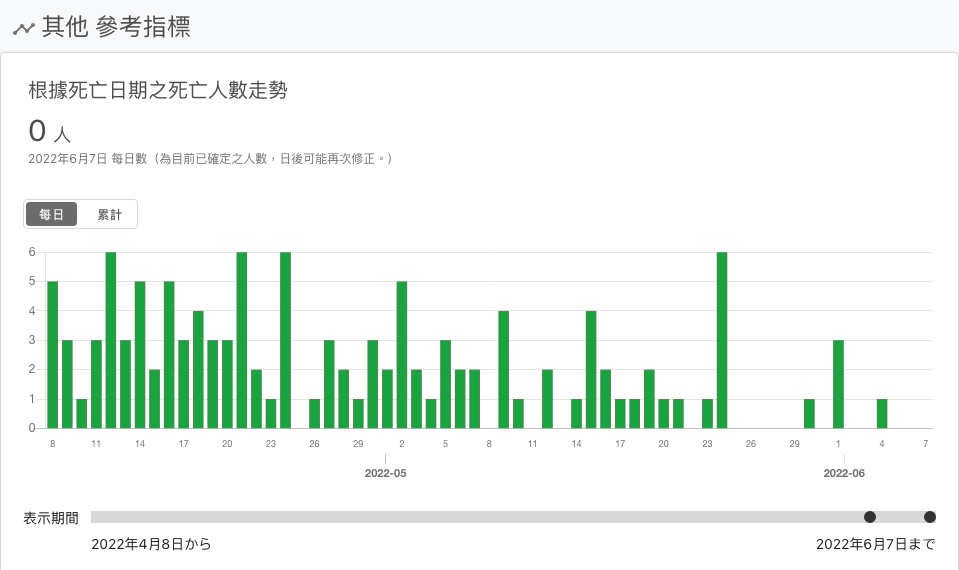 其他 參考指標
根據死亡日期之死亡人數走勢
0 人
2022年6月7日 每日數（為目前已確定之人數，日後可能再次修正。）
每日 累計
6
5
4
3
2
1
0
8 11 14 17 20 23 26 29 2 5 8 11 14 17 20 23 26 29 1 4 7
2022-05 2022-06
表示期間
2022年4月8日から 2022年6月7日まで